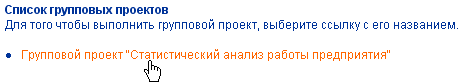 Список групповых проектов
Для того чтобы выполнить групповой проект, выберите ссылку с его названием.
• Групповой проект "Статистический анализ работы предприятия"